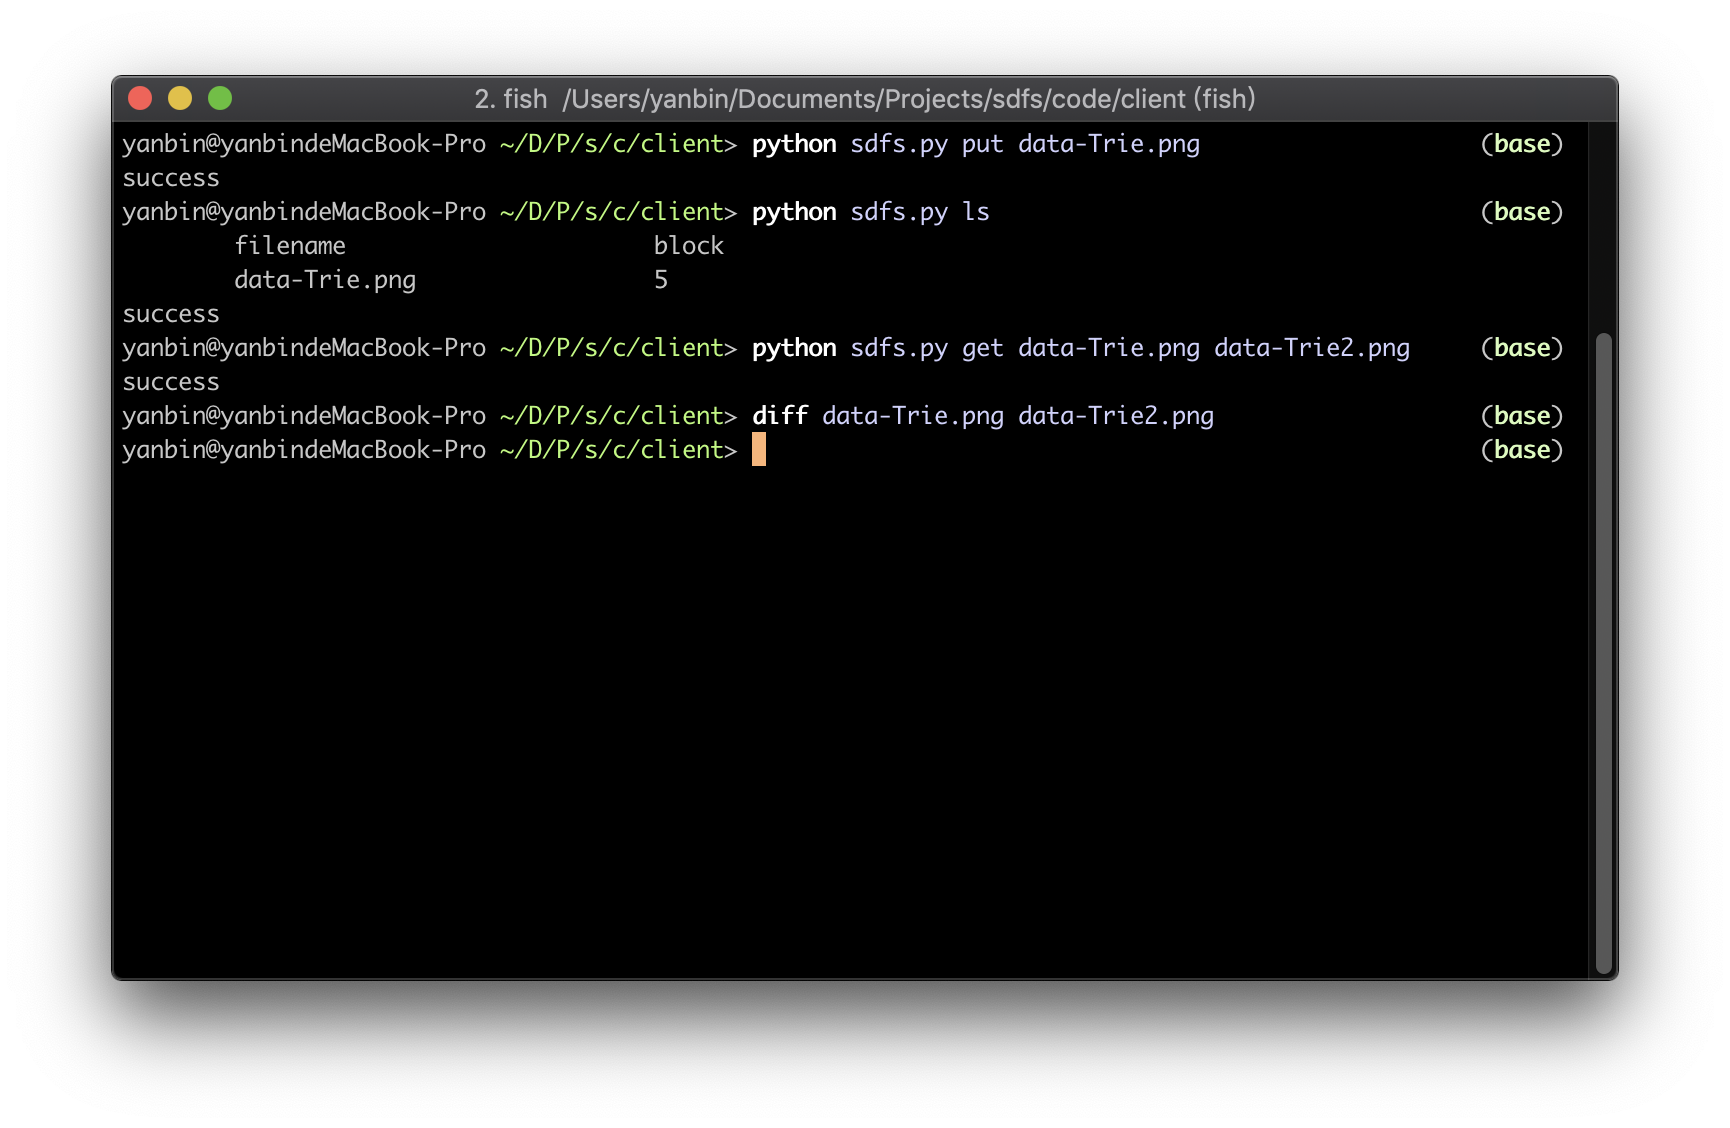 2. fish  /Users/yanbin/Documents/Projects/sdfs/code/client (fish)
yanbin@yanbindeMacBook-Pro ~/D/P/s/c/client> python sdfs.py put data-Trie.png (base)
success
yanbin@yanbindeMacBook-Pro ~/D/P/s/c/client> python sdfs.py ls (base)
filename block
data-Trie.png 5
success
yanbin@yanbindeMacBook-Pro ~/D/P/s/c/client> python sdfs.py get data-Trie.png data-Trie2.png (base)
success
yanbin@yanbindeMacBook-Pro ~/D/P/s/c/client> diff data-Trie.png data-Trie2.png (base)
yanbin@yanbindeMacBook-Pro ~/D/P/s/c/client> (base)